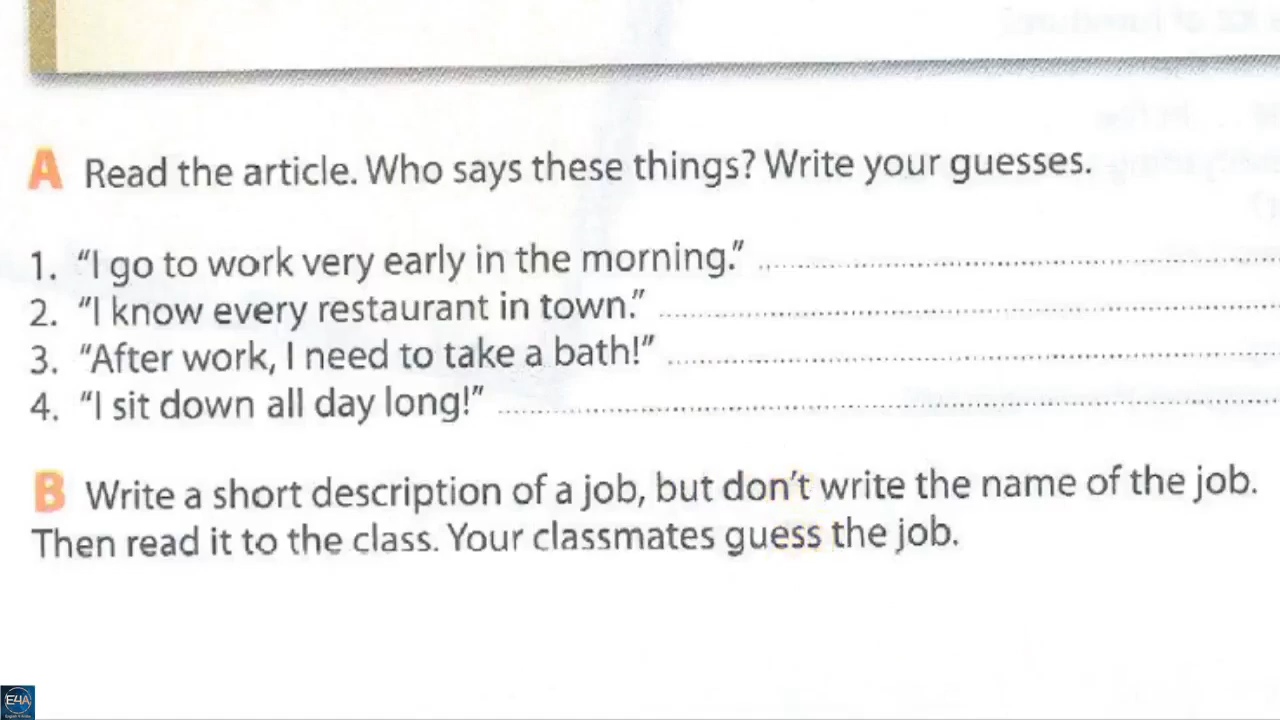 A Read the article. Who says these things? Write your guesses.
1. “I go to work very early in the morning.”
2. “I know every restaurant in town.”
3. “After work, I need to take a bath!”
4. “I sit down all day long!”
B Write a short description of a job, but don't write the name of the job.
Then read it to the class. Your classmates guess the job.
E4A